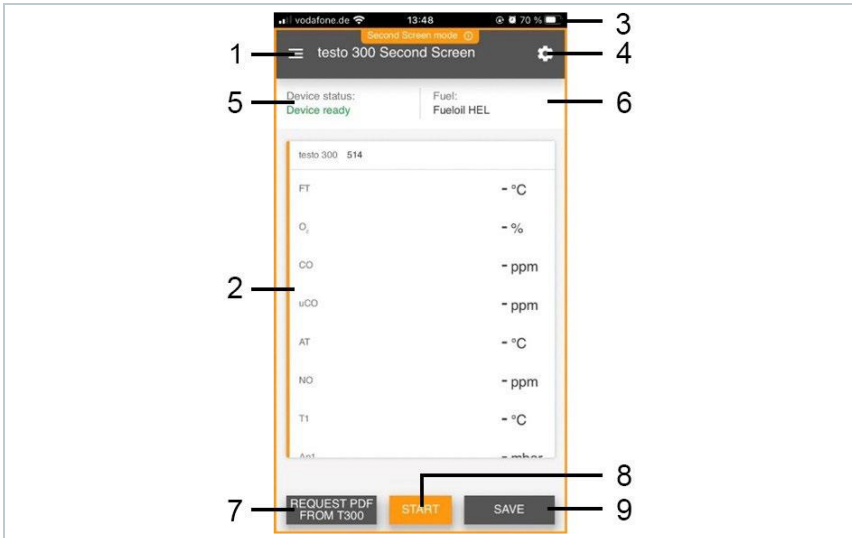 vodafone.de 13:48 70 %
Second Screen mode
testo 300 Second Screen
Device status: Fuel:
Device ready Fueloil HEL
testo 300 514
FT - °C
O₂ - %
CO - ppm
uCO - ppm
AT - °C
NO - ppm
T1 - °C
REQUEST PDF
FROM T300
START
SAVE
1
2
3
4
5
6
7
8
9